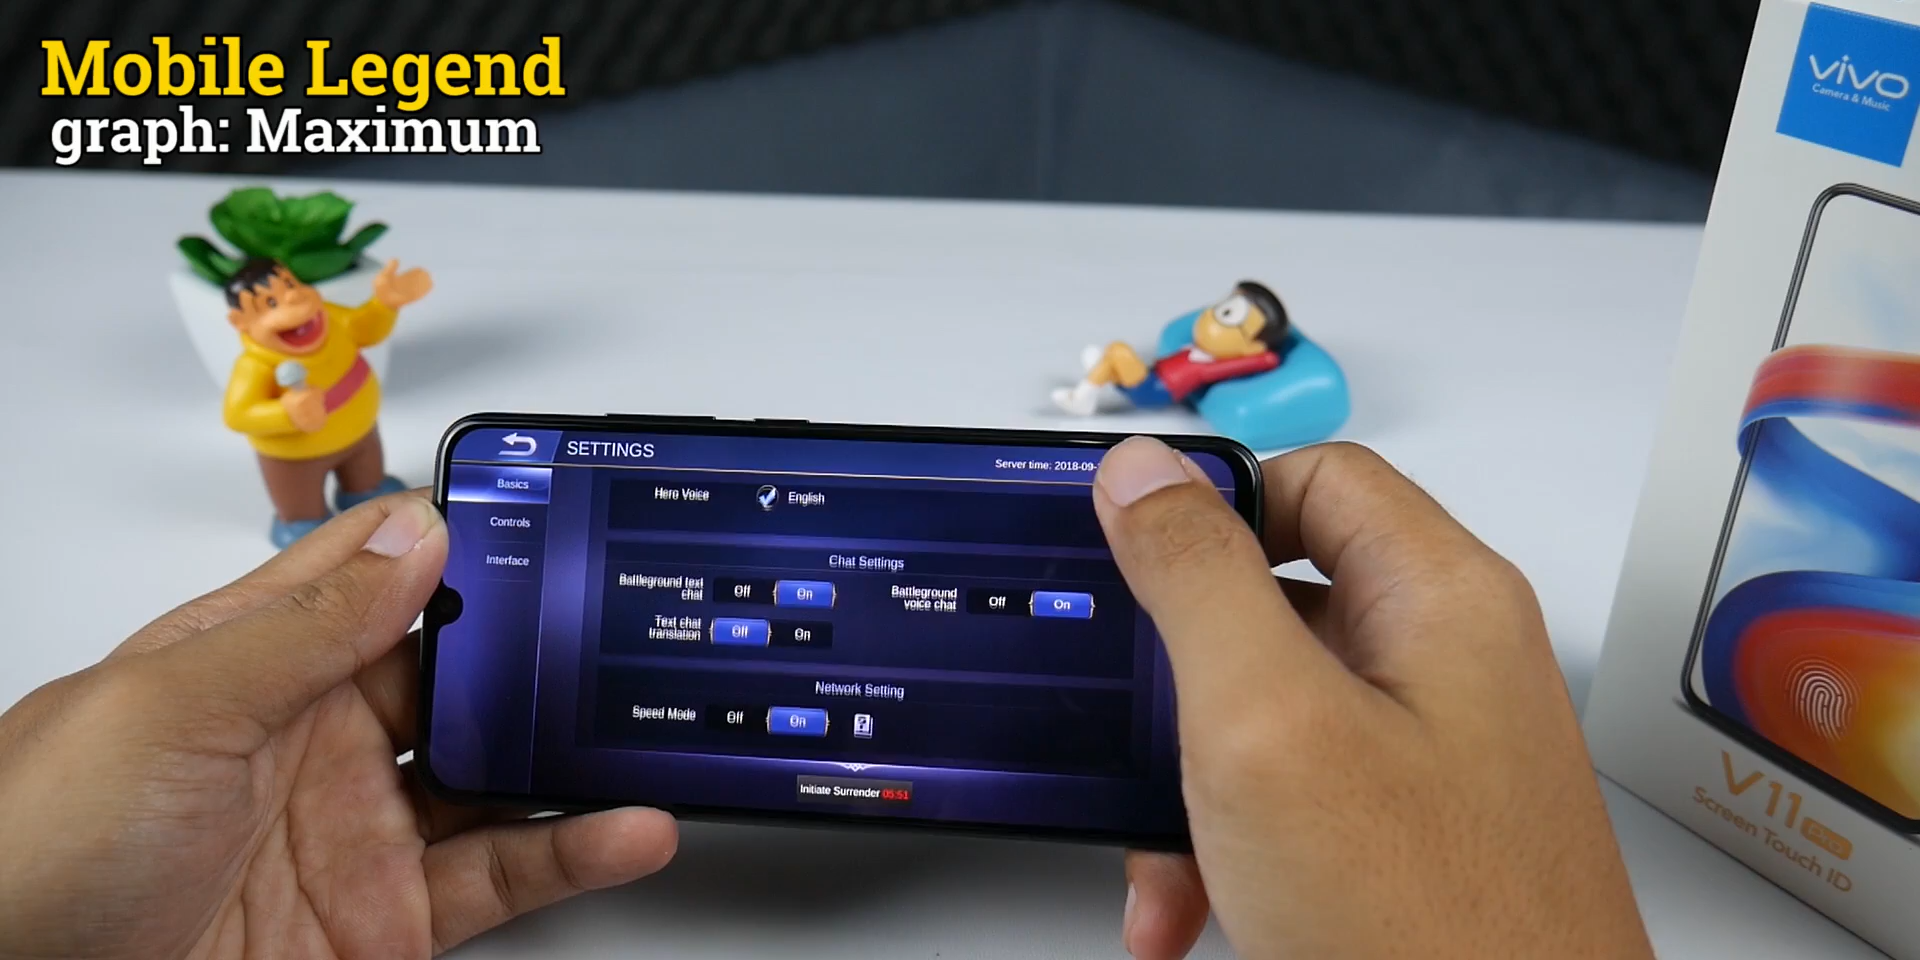 Mobile Legend
graph: Maximum
vivo
Camera & Music
SETTINGS
Server time: 2018-09-
Basics
Controls
Interface
Hero Voice
English
Chat Settings
Battleground text
chat
Off
On
Battleground
voice chat
Off
On
Text chat
translation
Off
On
Network Setting
Speed Mode
Off
On
Initiate Surrender 05:51
V11 Pro
Screen Touch ID